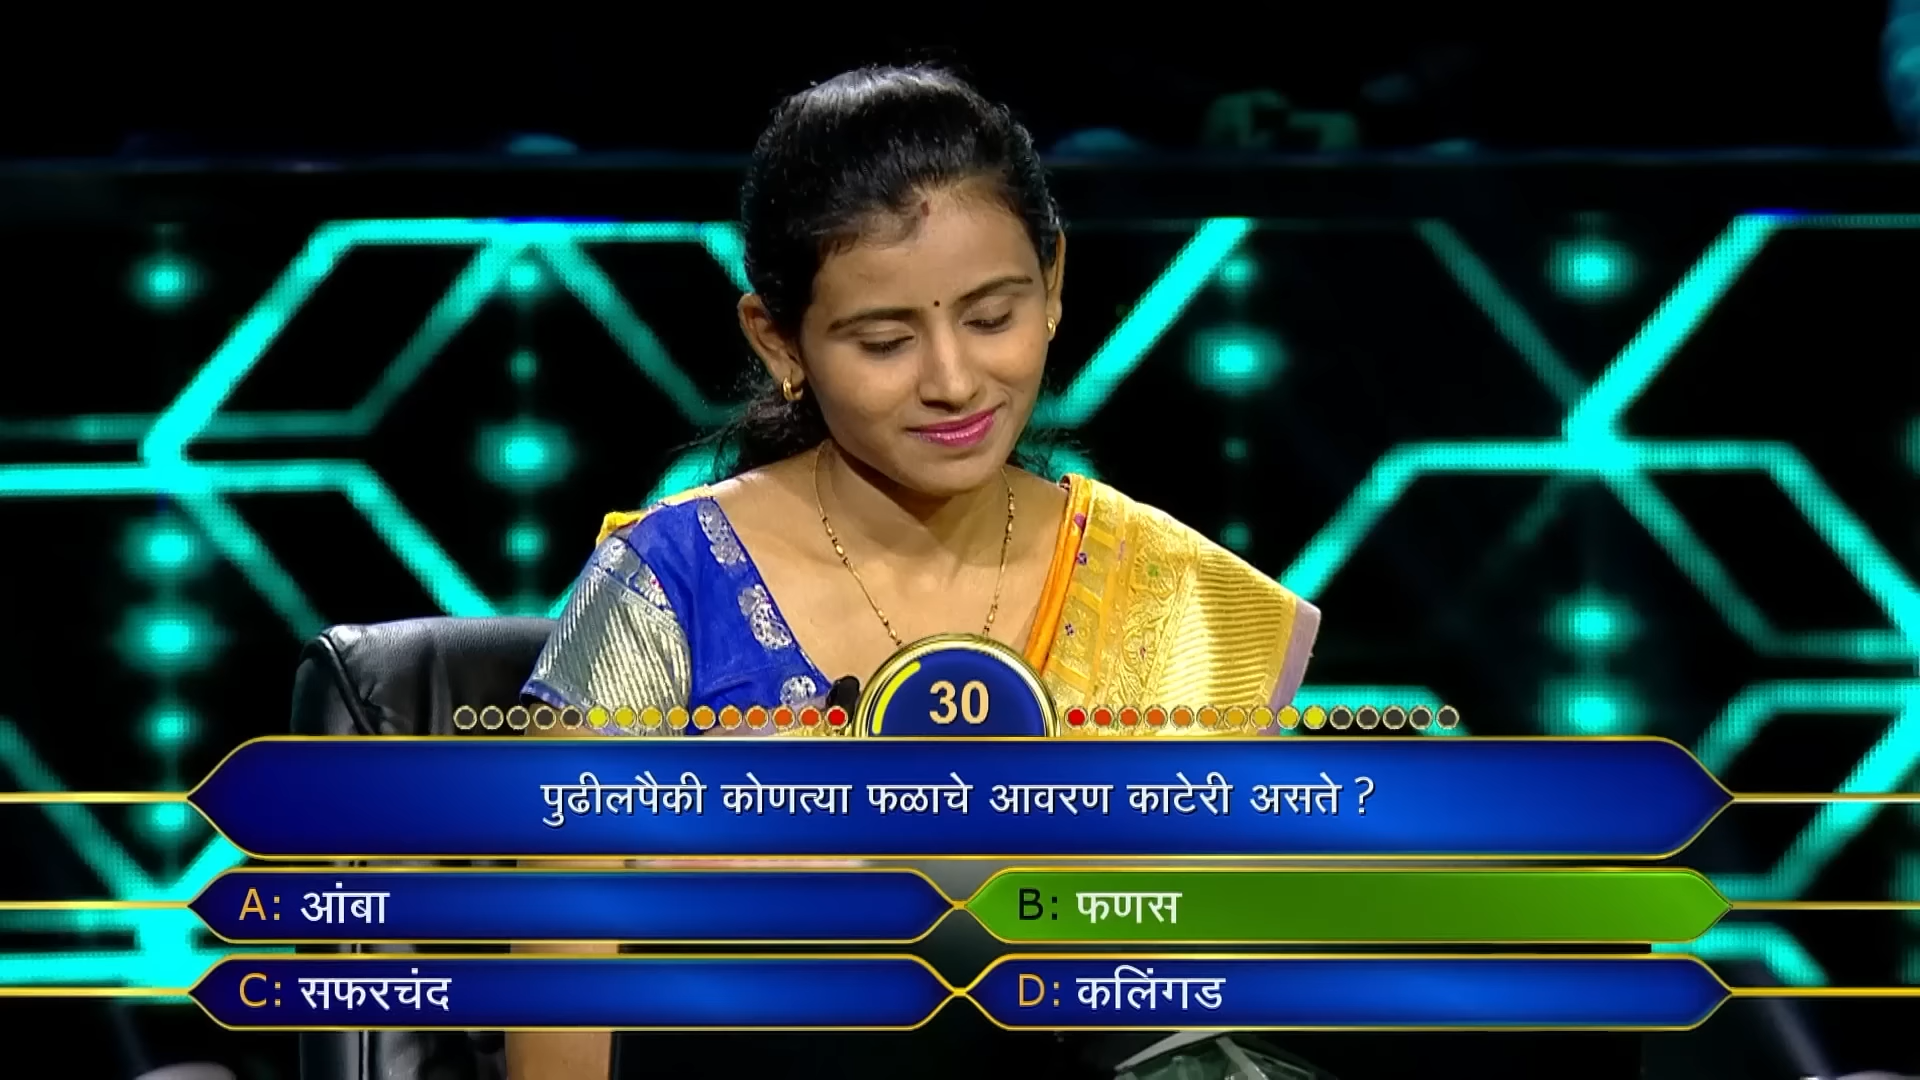 30
पुढीलपैकी कोणत्या फळाचे आवरण काटेरी असते ?
A: आंबा
B: फणस
C: सफरचंद
D: कलिंगड